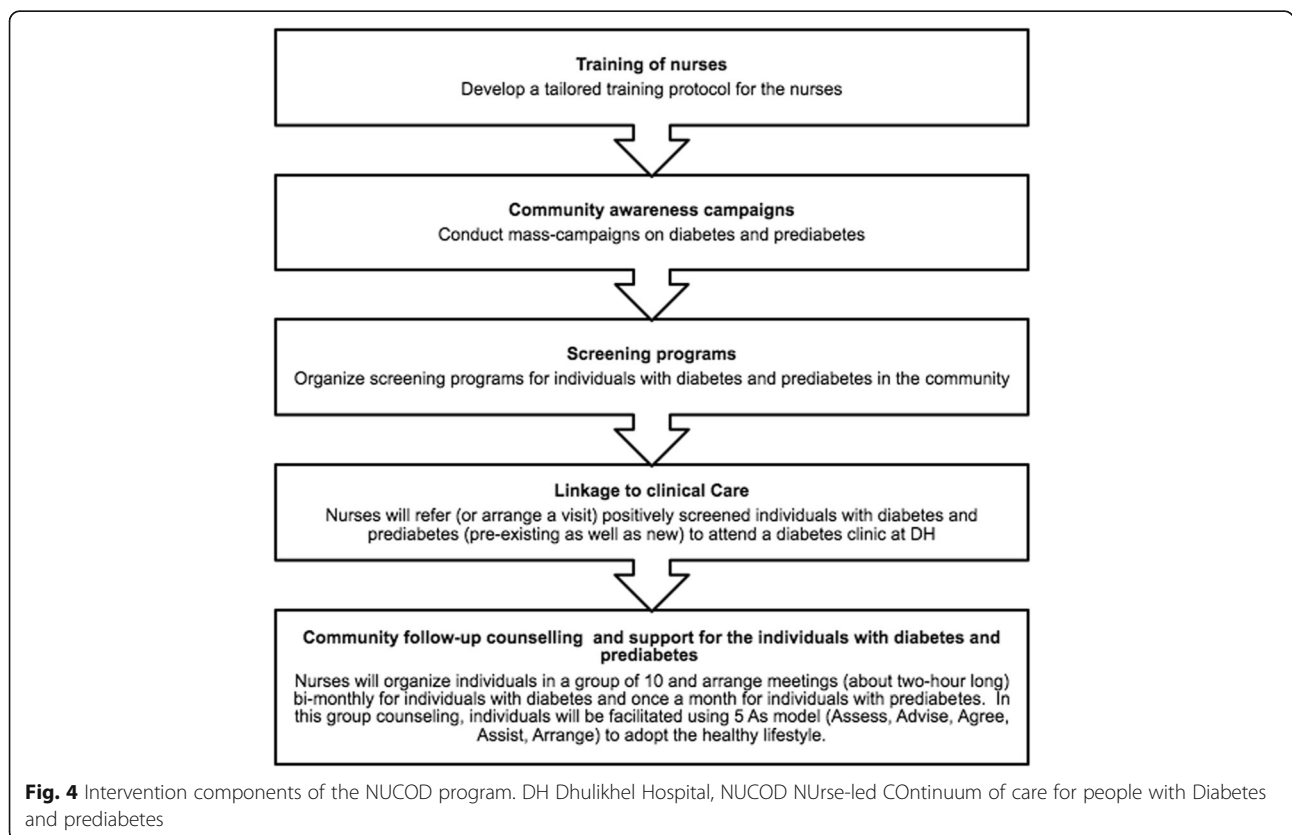 Training of nurses
Develop a tailored training protocol for the nurses
Community awareness campaigns
Conduct mass-campaigns on diabetes and prediabetes
Screening programs
Organize screening programs for individuals with diabetes and prediabetes in the community
Linkage to clinical Care
Nurses will refer (or arrange a visit) positively screened individuals with diabetes and
prediabetes (pre-existing as well as new) to attend a diabetes clinic at DH
Community follow-up counselling and support for the individuals with diabetes and
prediabetes
Nurses will organize individuals in a group of 10 and arrange meetings (about two-hour long)
bi-monthly for individuals with diabetes and once a month for individuals with prediabetes. In
this group counseling, individuals will be facilitated using 5 As model (Assess, Advise, Agree,
Assist, Arrange) to adopt the healthy lifestyle.
Fig. 4 Intervention components of the NUCOD program. DH Dhulikhel Hospital, NUCOD NUrse-led COntinuum of care for people with Diabetes
and prediabetes